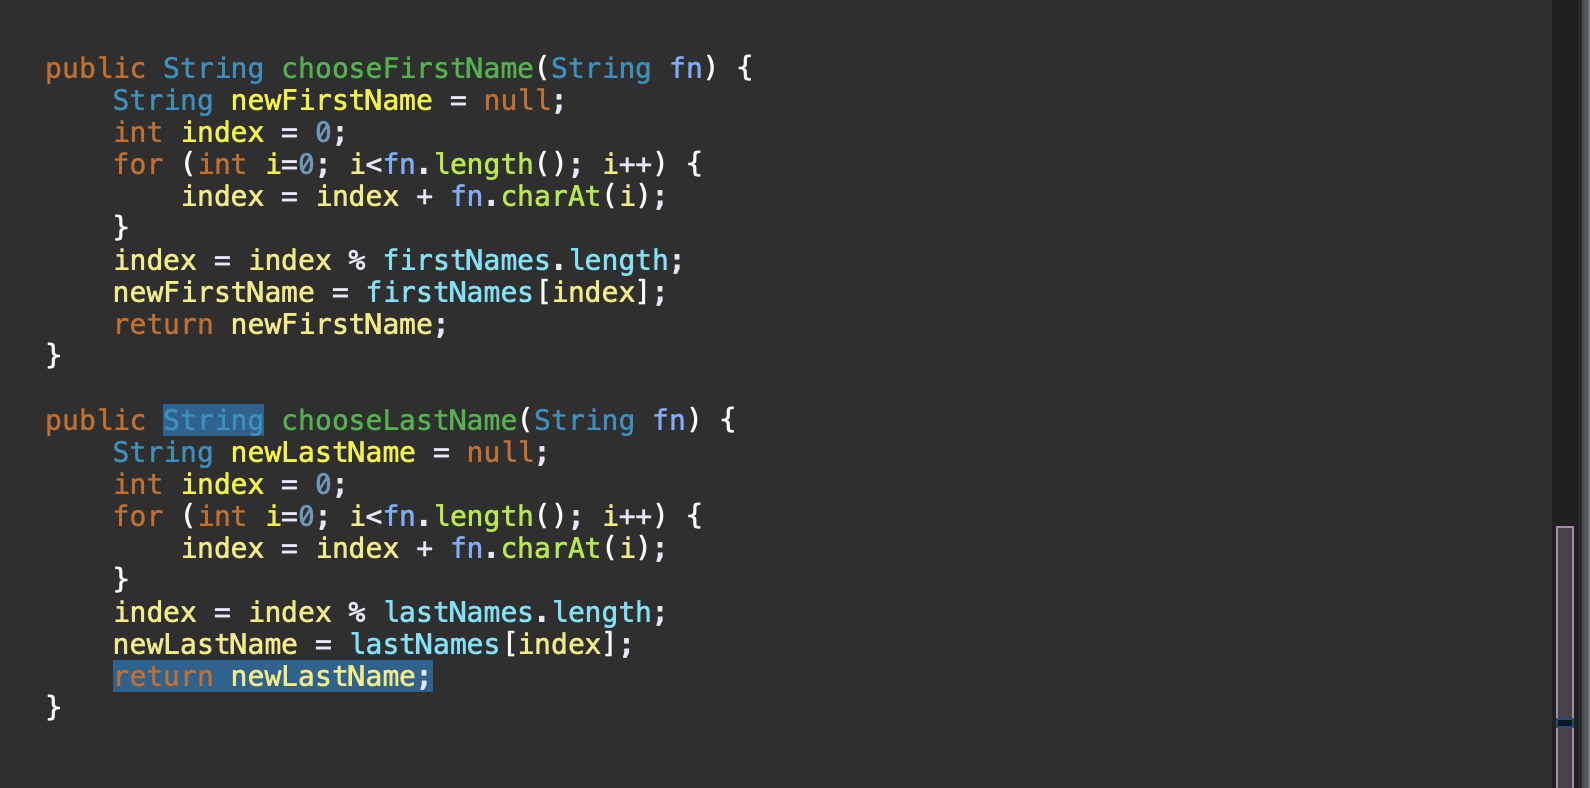 public String chooseFirstName(String fn) {
    String newFirstName = null;
    int index = 0;
    for (int i=0; i<fn.length(); i++) {
        index = index + fn.charAt(i);
    }
    index = index % firstNames.length;
    newFirstName = firstNames[index];
    return newFirstName;
}
public String chooseLastName(String fn) {
    String newLastName = null;
    int index = 0;
    for (int i=0; i<fn.length(); i++) {
        index = index + fn.charAt(i);
    }
    index = index % lastNames.length;
    newLastName = lastNames[index];
    return newLastName;
}